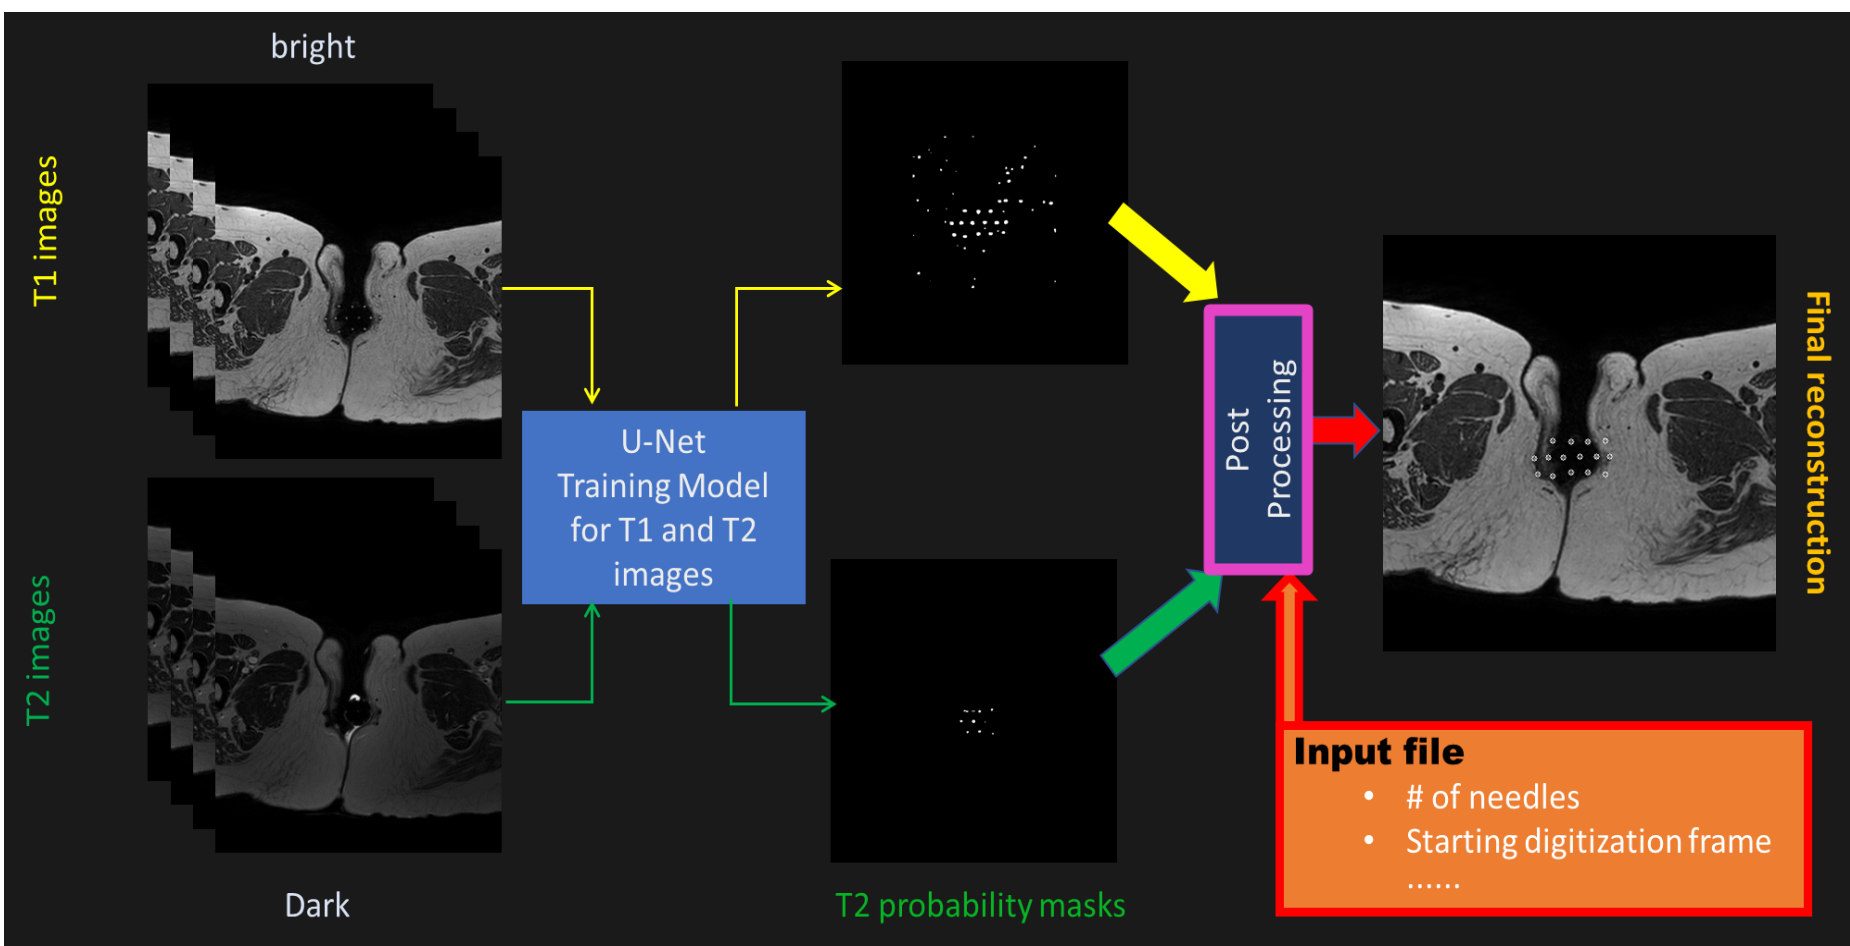 bright
T1 images
U-Net
Training Model
for T1 and T2
images
T2 images
Dark
T2 probability masks
Post
Processing
Final reconstruction
Input file
• # of needles
• Starting digitization frame
......